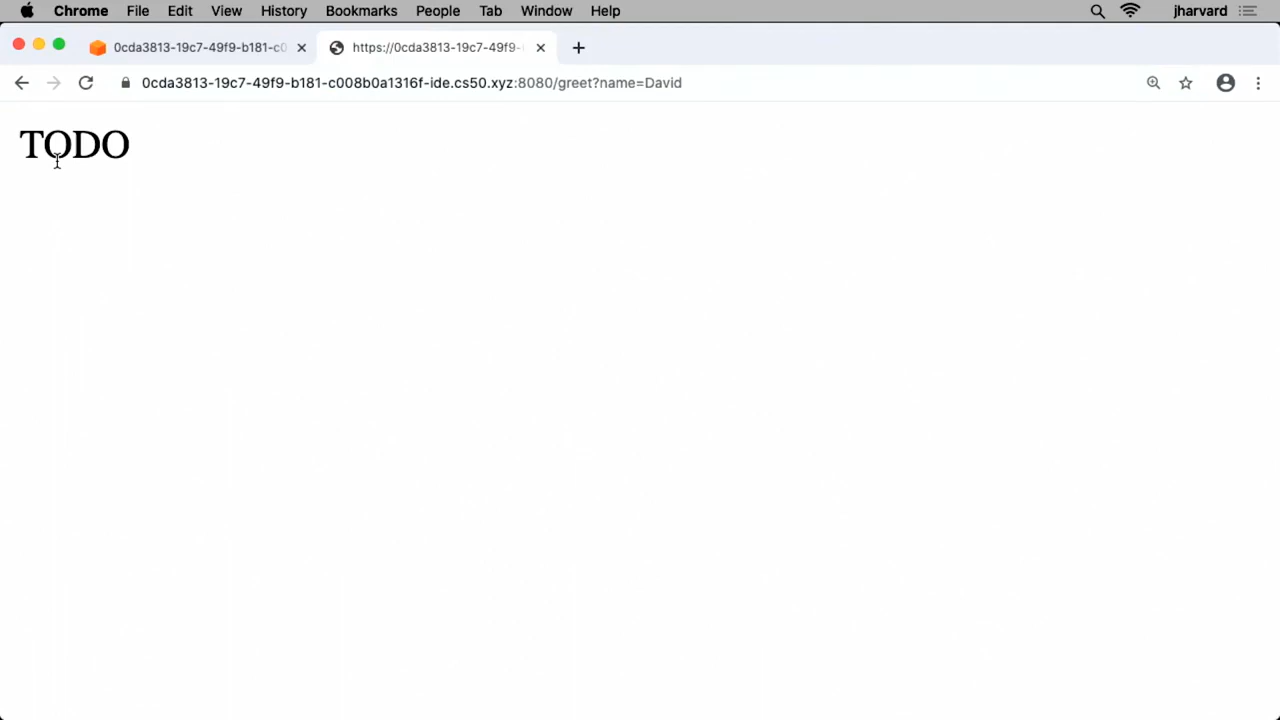 Chrome File Edit View History Bookmarks People Tab Window Help jharvard
0cda3813-19c7-49f9-b181-c0 https://0cda3813-19c7-49f9-
0cda3813-19c7-49f9-b181-c008b0a1316f-ide.cs50.xyz:8080/greet?name=David
TODO